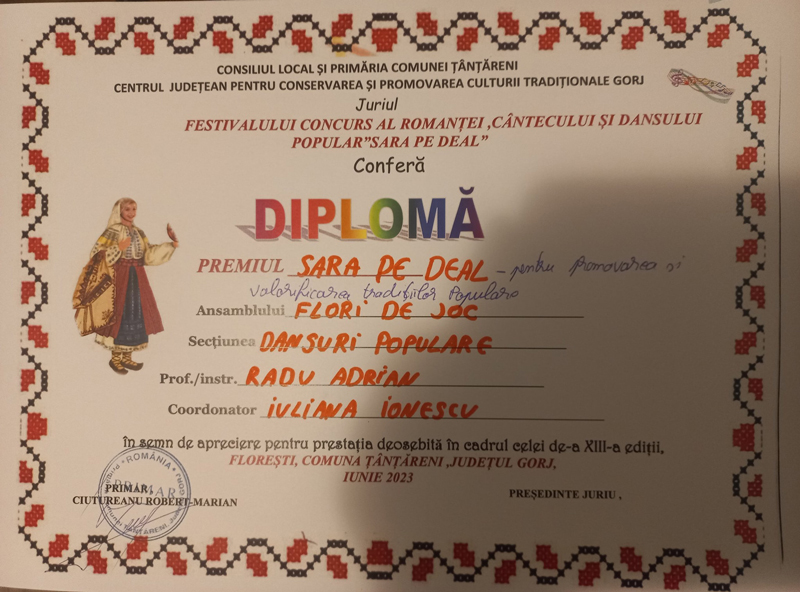 CONSILIUL LOCAL ȘI PRIMĂRIA COMUNEI ȚÂNȚĂRENI
CENTRUL JUDEȚEAN PENTRU CONSERVAREA ȘI PROMOVAREA CULTURII TRADIȚIONALE GORJ
Juriul
FESTIVALULUI CONCURS AL ROMANȚEI ,CÂNTECULUI ȘI DANSULUI
POPULAR”SARA PE DEAL”
Conferă
DIPLOMĂ
PREMIUL SARA PE DEAL - pentru promovarea si
valorificarea tradițiilor populare
Ansamblului FLORI DE JOC
Secțiunea DANSURI POPULARE
Prof./instr. RADU ADRIAN
Coordonator IULIANA IONESCU
în semn de apreciere pentru prestația deosebită în cadrul celei de-a XIII-a ediții,
FLOREȘTI, COMUNA ȚÂNȚĂRENI ,JUDEȚUL GORJ,
IUNIE 2023
PRIMAR,
CIUTUREANU ROBERT-MARIAN
PREȘEDINTE JURIU ,
ROMÂNIA
PRIMAR